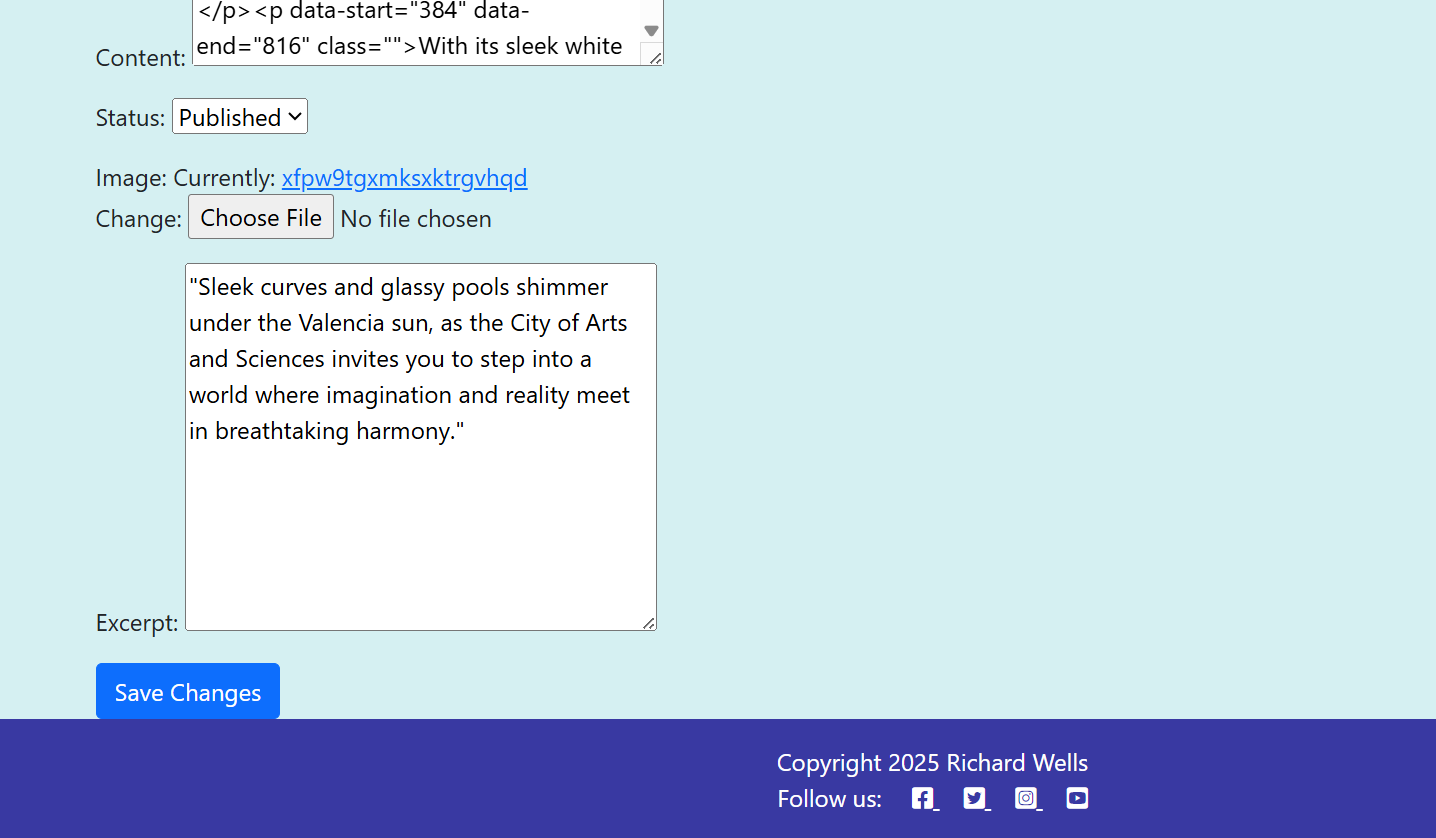 </p><p data-start="384" data-
end="816" class="">With its sleek white
Content:
Status: Published
Image: Currently: xfpw9tgxmksxktrgvhqd
Change: Choose File No file chosen
"Sleek curves and glassy pools shimmer
under the Valencia sun, as the City of Arts
and Sciences invites you to step into a
world where imagination and reality meet
in breathtaking harmony."
Excerpt:
Save Changes
Copyright 2025 Richard Wells
Follow us: